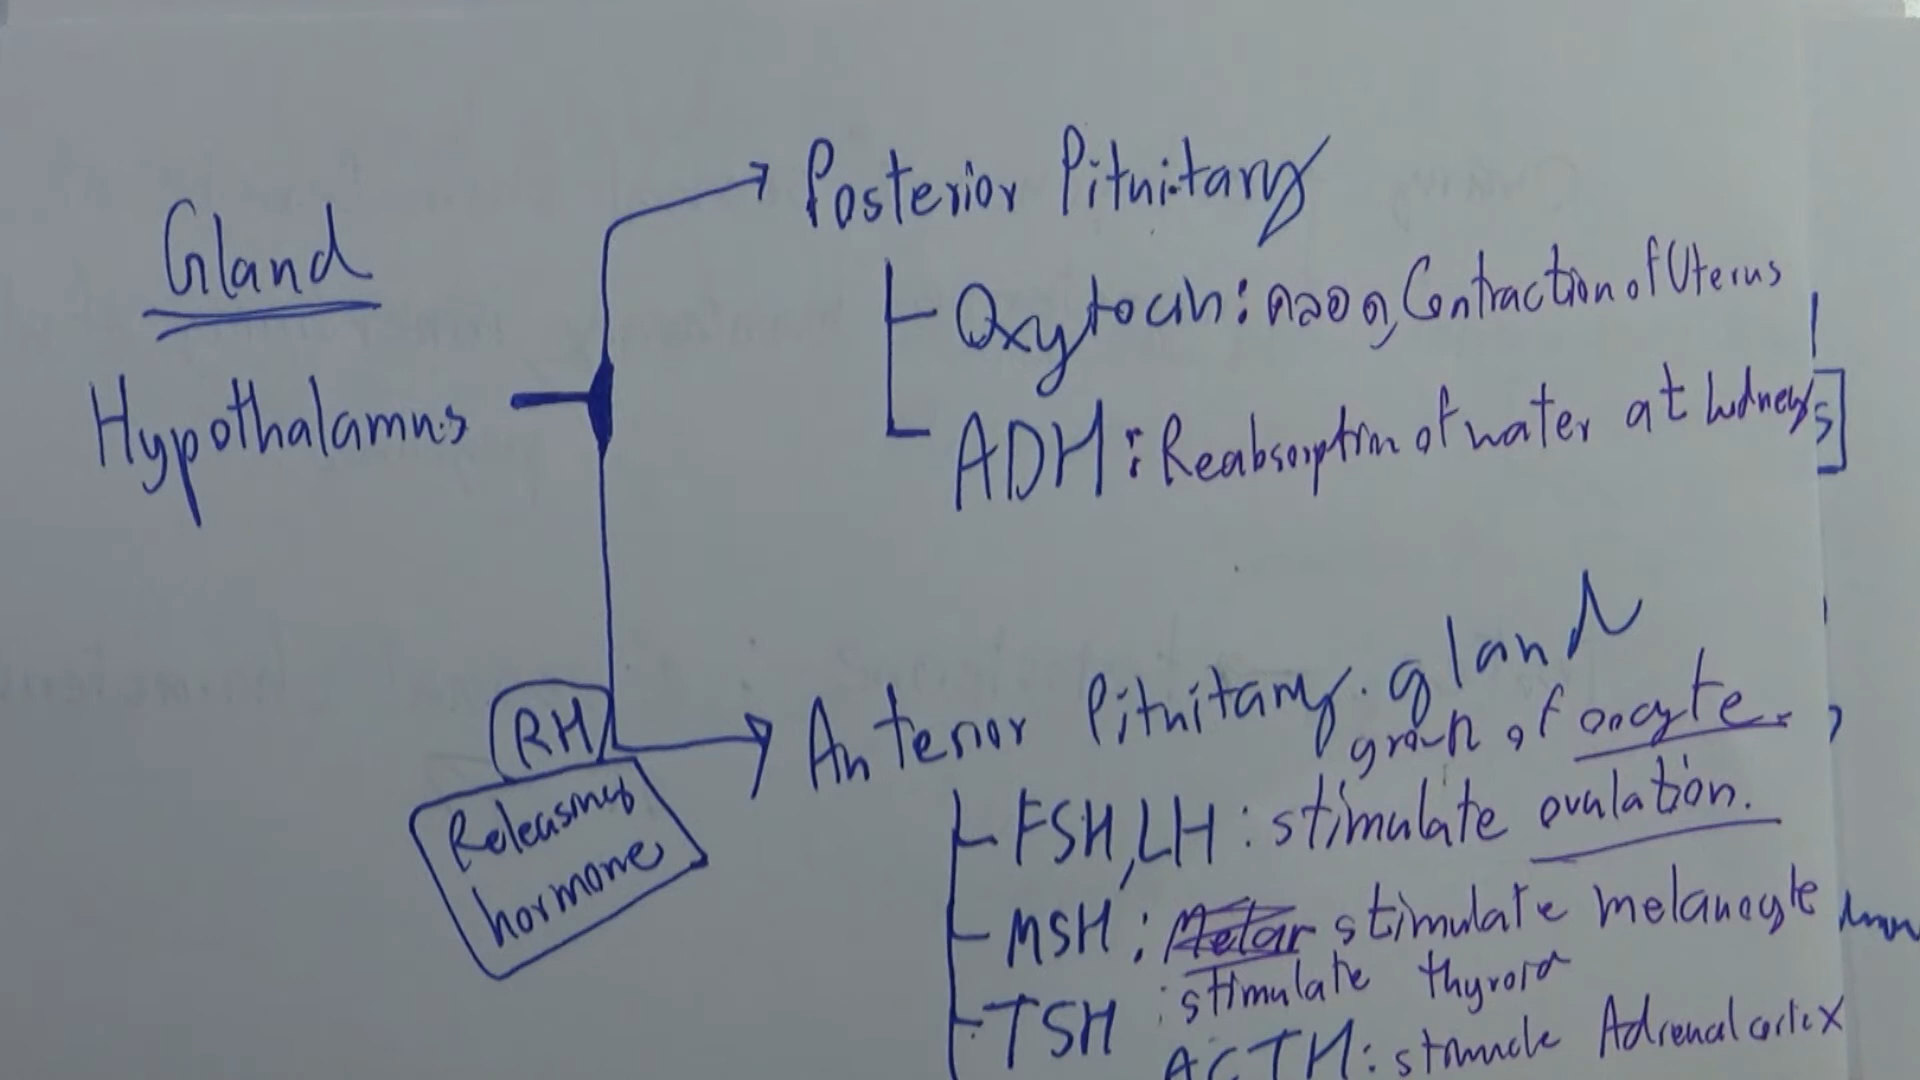 Gland
Hypothalamus
Posterior Pituitary
Oxytocin: คลอด, Contraction of Uterus
ADH: Reabsorption of water at kidneys
RH
Releasing hormone
Anterior Pituitary gland
growth of oocyte.
FSH, LH: stimulate ovulation.
MSH: stimulate melanocyte
TSH: stimulate thyroid
ACTH: Adrenal cortex